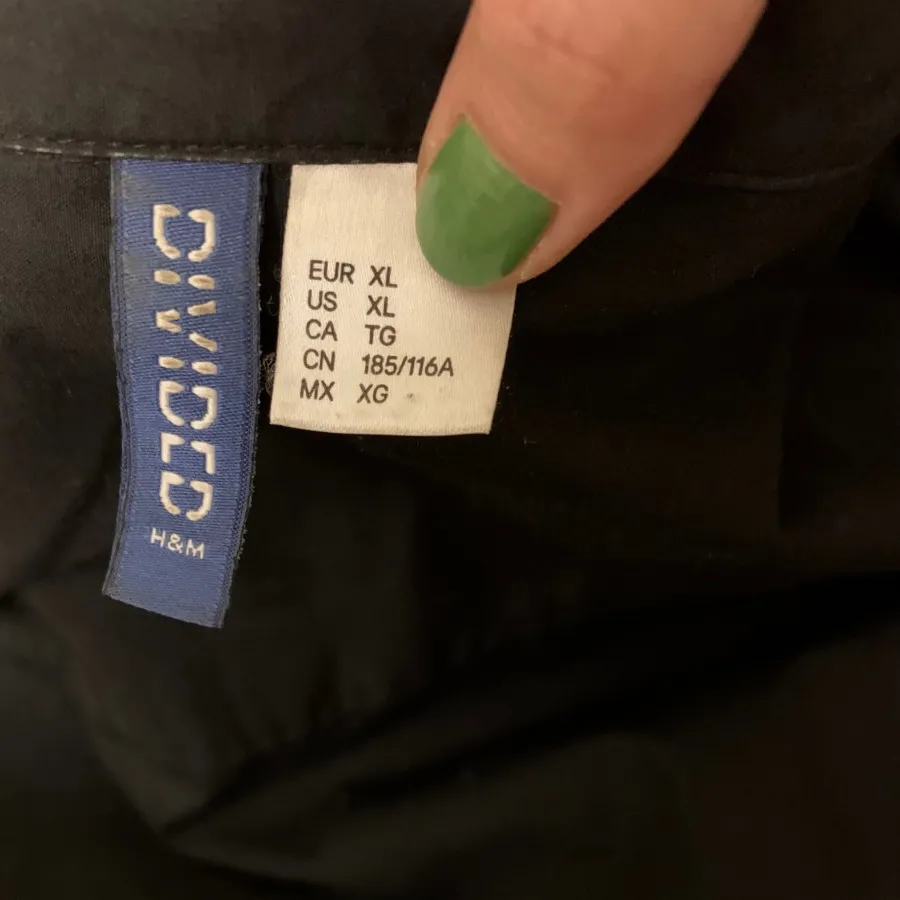 DIVIDED
H&M
EUR XL
US XL
CA TG
CN 185/116A
MX XG